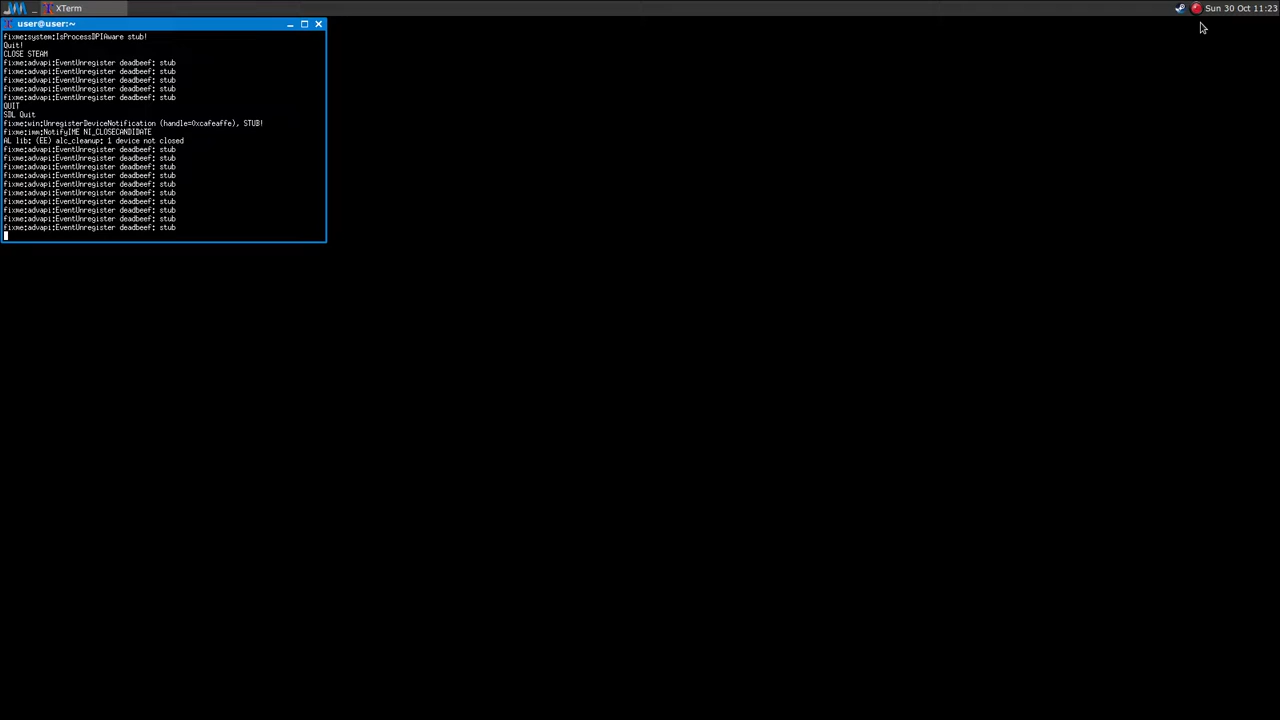 XTerm
Sun 30 Oct 11:23
user@user:~
fixme:system:IsProcessDPIAware stub!
Quit!
CLOSE STEAM
fixme:advapi:EventUnregister deadbeef: stub
fixme:advapi:EventUnregister deadbeef: stub
fixme:advapi:EventUnregister deadbeef: stub
fixme:advapi:EventUnregister deadbeef: stub
fixme:advapi:EventUnregister deadbeef: stub
QUIT
SDL Quit
fixme:win:UnregisterDeviceNotification (handle=0xcafeaffe), STUB!
fixme:imm:NotifyIME NI_CLOSECANDIDATE
AL lib: (EE) alc_cleanup: 1 device not closed
fixme:advapi:EventUnregister deadbeef: stub
fixme:advapi:EventUnregister deadbeef: stub
fixme:advapi:EventUnregister deadbeef: stub
fixme:advapi:EventUnregister deadbeef: stub
fixme:advapi:EventUnregister deadbeef: stub
fixme:advapi:EventUnregister deadbeef: stub
fixme:advapi:EventUnregister deadbeef: stub
fixme:advapi:EventUnregister deadbeef: stub
fixme:advapi:EventUnregister deadbeef: stub
fixme:advapi:EventUnregister deadbeef: stub